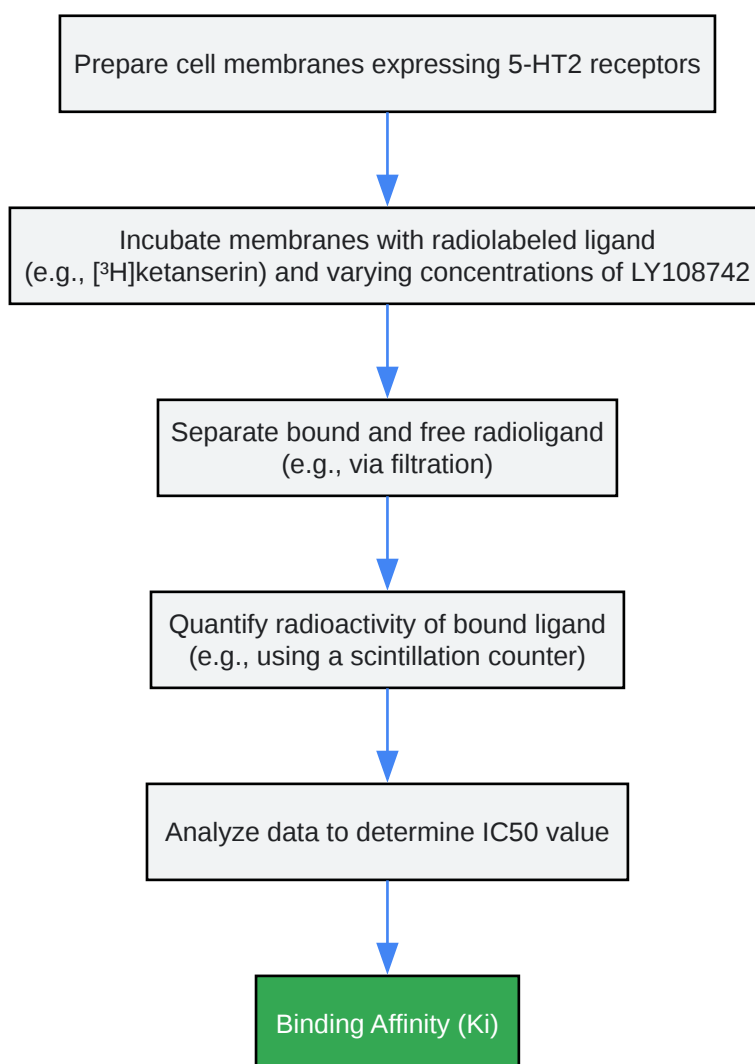 Prepare cell membranes expressing 5-HT2 receptors
Incubate membranes with radiolabeled ligand
(e.g., [³H]ketanserin) and varying concentrations of LY108742
Separate bound and free radioligand
(e.g., via filtration)
Quantify radioactivity of bound ligand
(e.g., using a scintillation counter)
Analyze data to determine IC50 value
Binding Affinity (Ki)